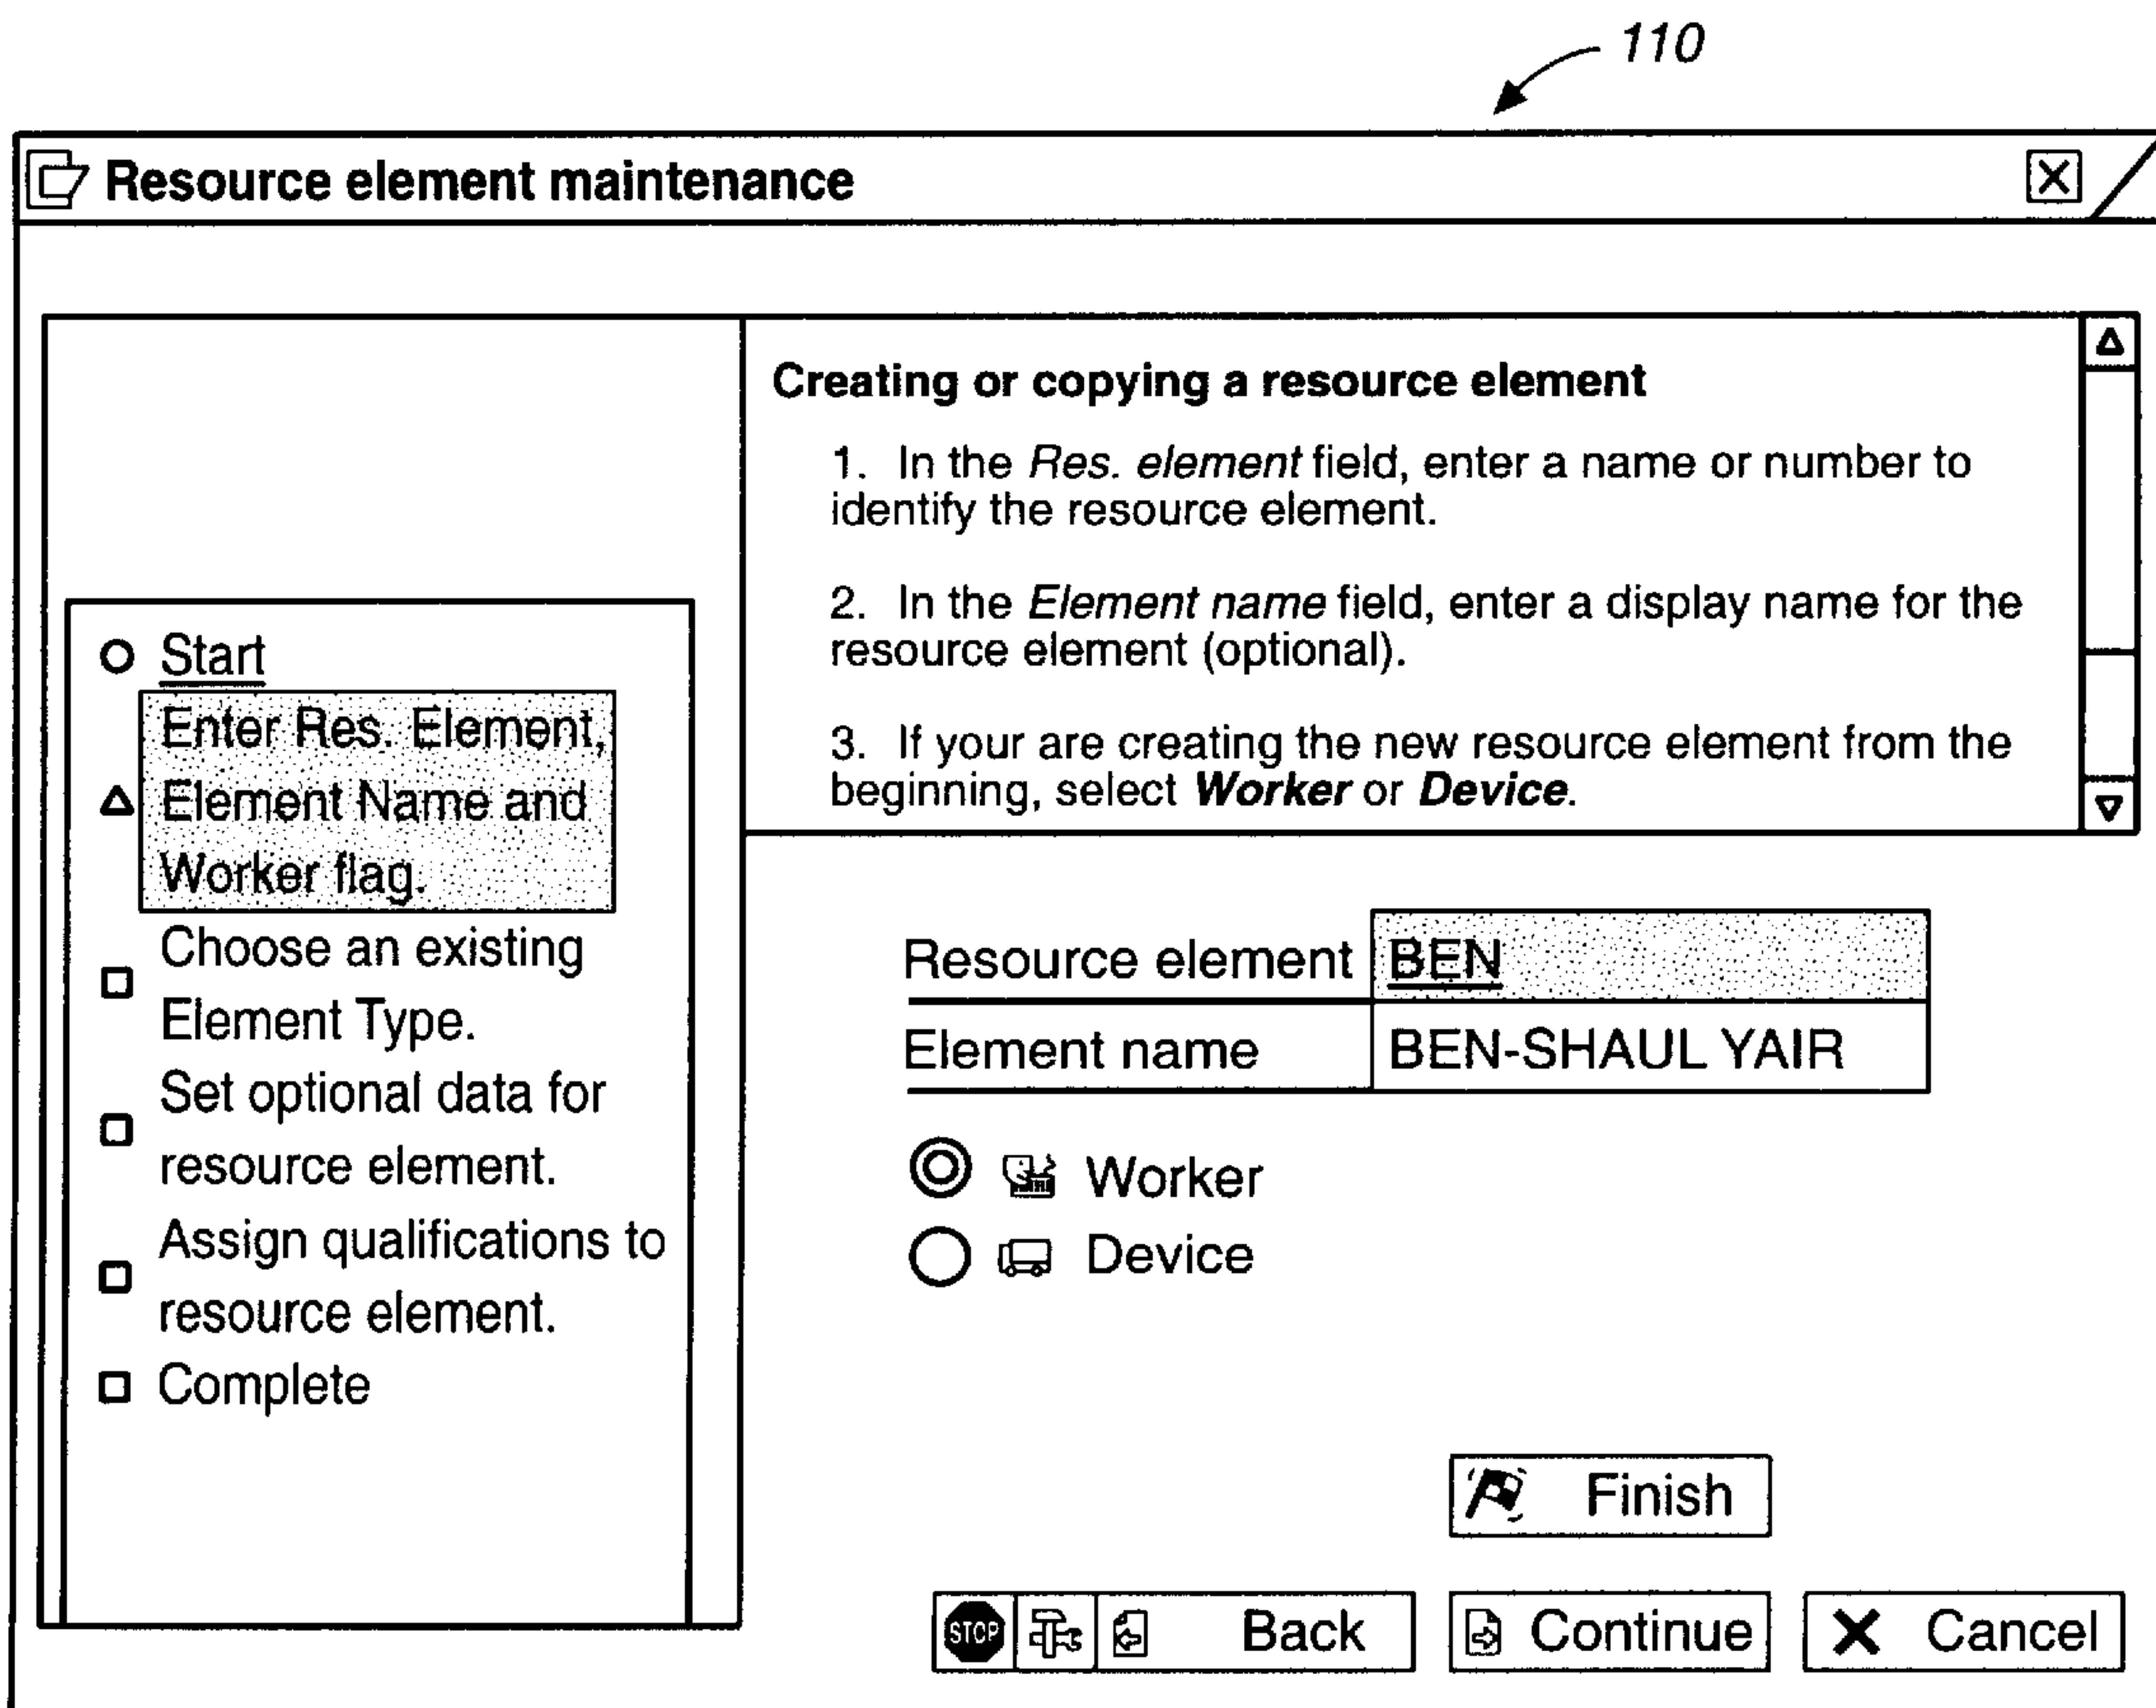 110
Resource element maintenance
Start
Enter Res. Element,
Element Name and
Worker flag.
Choose an existing
Element Type.
Set optional data for
resource element.
Assign qualifications to
resource element.
Complete
Creating or copying a resource element
1. In the Res. element field, enter a name or number to
identify the resource element.
2. In the Element name field, enter a display name for the
resource element (optional).
3. If your are creating the new resource element from the
beginning, select Worker or Device.
Resource element BEN
Element name BEN-SHAUL YAIR
Worker
Device
Finish
STOP Back Continue Cancel